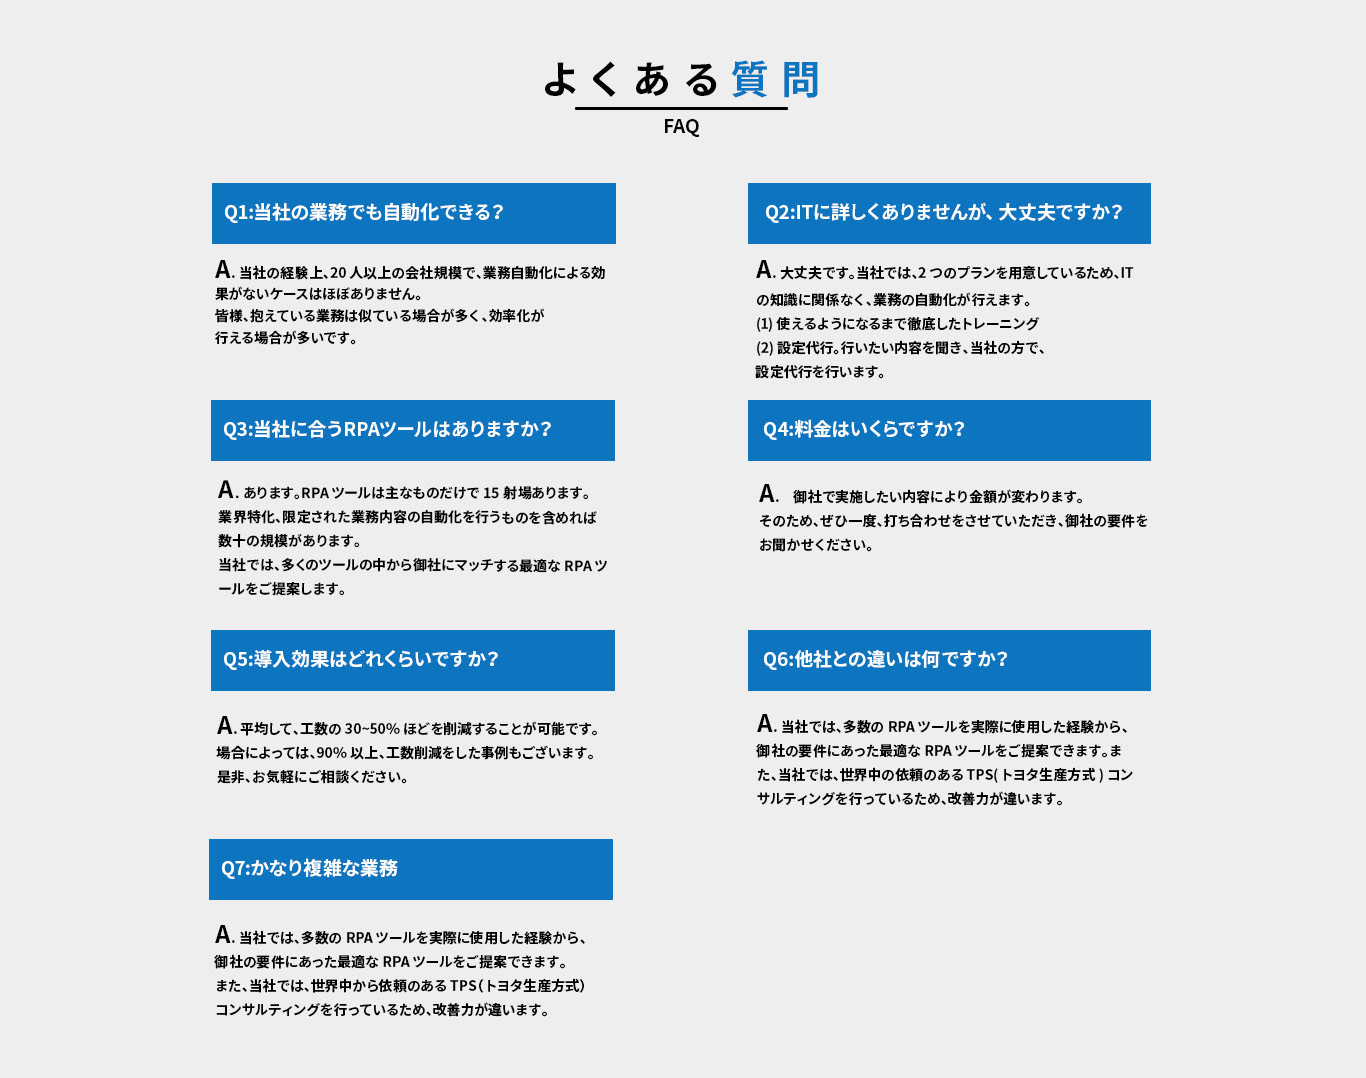 よくある質問
FAQ
Q1:当社の業務でも自動化できる？
A. 当社の経験上、20 人以上の会社規模で、業務自動化による効
果がないケースはほぼありません。
皆様、抱えている業務は似ている場合が多く、効率化が
行える場合が多いです。
Q2:ITに詳しくありませんが、大丈夫ですか？
A. 大丈夫です。当社では、2 つのプランを用意しているため、IT
の知識に関係なく、業務の自動化が行えます。
(1) 使えるようになるまで徹底したトレーニング
(2) 設定代行。行いたい内容を聞き、当社の方で、
設定代行を行います。
Q3:当社に合うRPAツールはありますか？
A. あります。RPA ツールは主なものだけで 15 射場あります。
業界特化、限定された業務内容の自動化を行うものを含めれば
数十の規模があります。
当社では、多くのツールの中から御社にマッチする最適な RPA ツ
ールをご提案します。
Q4:料金はいくらですか？
A.　御社で実施したい内容により金額が変わります。
そのため、ぜひ一度、打ち合わせをさせていただき、御社の要件を
お聞かせください。
Q5:導入効果はどれくらいですか？
A. 平均して、工数の 30~50% ほどを削減することが可能です。
場合によっては、90% 以上、工数削減をした事例もございます。
是非、お気軽にご相談ください。
Q6:他社との違いは何ですか？
A. 当社では、多数の RPA ツールを実際に使用した経験から、
御社の要件にあった最適な RPA ツールをご提案できます。ま
た、当社では、世界中の依頼のある TPS( トヨタ生産方式 ) コン
サルティングを行っているため、改善力が違います。
Q7:かなり複雑な業務
A. 当社では、多数の RPA ツールを実際に使用した経験から、
御社の要件にあった最適な RPA ツールをご提案できます。
また、当社では、世界中から依頼のある TPS（トヨタ生産方式）
コンサルティングを行っているため、改善力が違います。